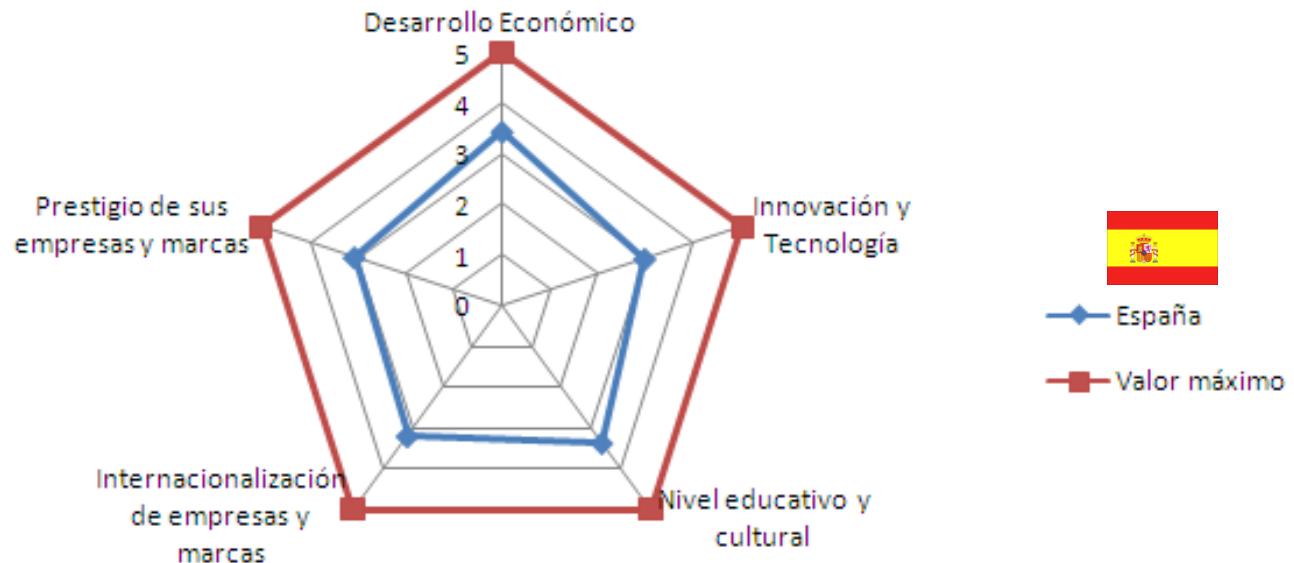 Desarrollo Económico
5
4
3
2
1
0
Innovación y
Tecnología
Nivel educativo y
cultural
Internacionalización
de empresas y
marcas
Prestigio de sus
empresas y marcas
España
Valor máximo